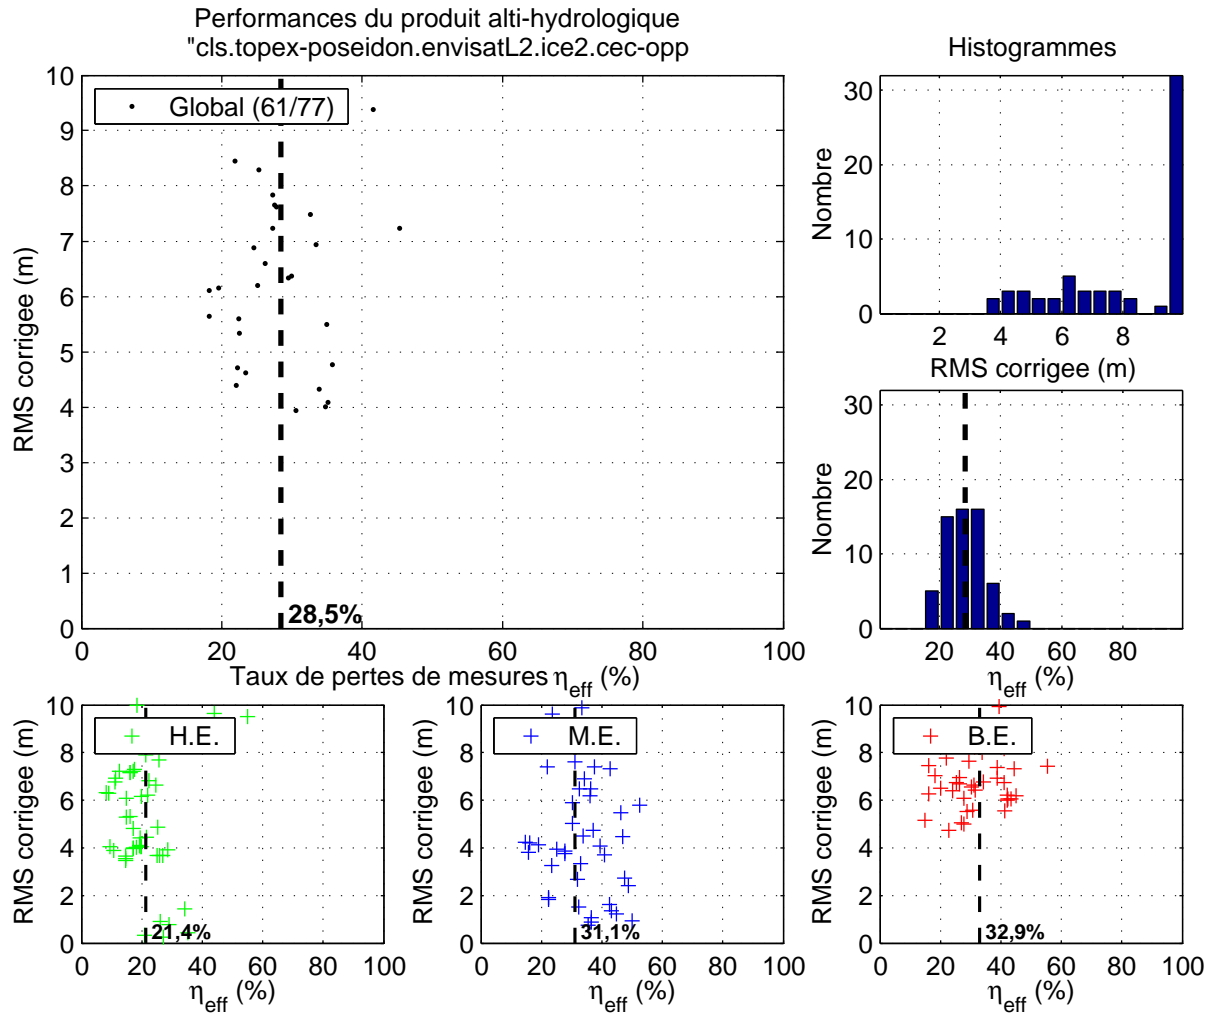 Performances du produit alti-hydrologique
"cls.topex-poseidon.envisatL2.ice2.cec-opp
10
9
8
7
6
5
4
3
2
1
0
RMS corrigee (m)
Global (61/77)
28,5%
0 20 40 60 80 100
Taux de pertes de mesures ηeff (%)
Histogrammes
30
20
10
0
Nombre
2 4 6 8
RMS corrigee (m)
30
20
10
0
Nombre
20 40 60 80
ηeff (%)
10
8
6
4
2
0
RMS corrigee (m)
H.E.
21,4%
0 20 40 60 80 100
ηeff (%)
10
8
6
4
2
0
RMS corrigee (m)
M.E.
31,1%
0 20 40 60 80 100
ηeff (%)
10
8
6
4
2
0
RMS corrigee (m)
B.E.
32,9%
0 20 40 60 80 100
ηeff (%)